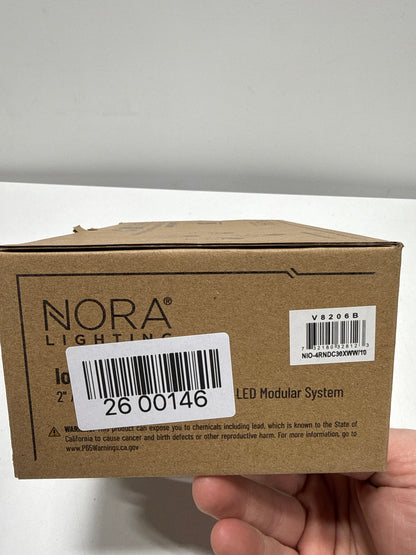 NORA®
LIGHTING
V8206B
NIO-4RNDC36XWW/10
26 00146
2" LED Modular System
WARNING: This product can expose you to chemicals including lead, which is known to the State of
California to cause cancer and birth defects or other reproductive harm. For more information, go to
www.P65Warnings.ca.gov